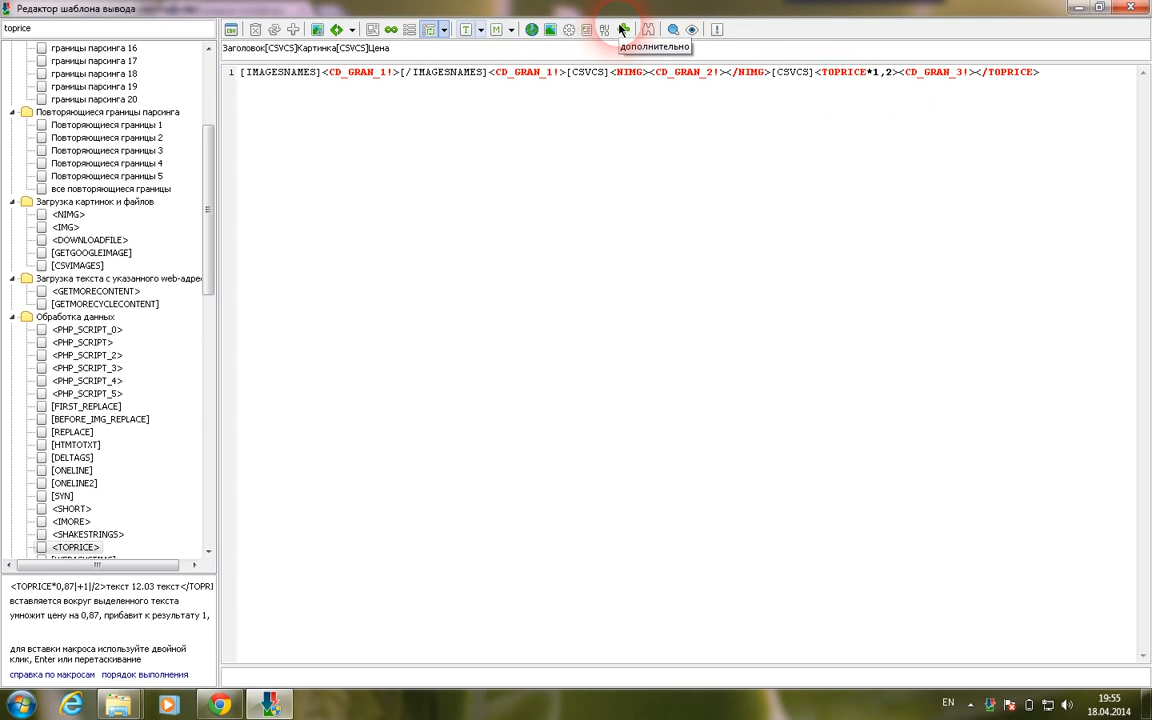 Редактор шаблона вывода
toprice
дополнительно
Заголовок[CSVCS]Картинка[CSVCS]Цена
1 [IMAGESNAMES]<CD_GRAN_1!>[/IMAGESNAMES]<CD_GRAN_1!>[CSVCS]<NIMG><CD_GRAN_2!></NIMG>[CSVCS]<TOPRICE*1,2><CD_GRAN_3!></TOPRICE>
границы парсинга 16
границы парсинга 17
границы парсинга 18
границы парсинга 19
границы парсинга 20
Повторяющиеся границы парсинга
Повторяющиеся границы 1
Повторяющиеся границы 2
Повторяющиеся границы 3
Повторяющиеся границы 4
Повторяющиеся границы 5
все повторяющиеся границы
Загрузка картинок и файлов
<NIMG>
<IMG>
<DOWNLOADFILE>
[GETGOOGLEIMAGE]
[CSVIMAGES]
Загрузка текста с указанного web-адре
<GETMORECONTENT>
[GETMORECYCLECONTENT]
Обработка данных
<PHP_SCRIPT_0>
<PHP_SCRIPT>
<PHP_SCRIPT_2>
<PHP_SCRIPT_3>
<PHP_SCRIPT_4>
<PHP_SCRIPT_5>
[FIRST_REPLACE]
[BEFORE_IMG_REPLACE]
[REPLACE]
[HTMTOTXT]
[DELTAGS]
[ONELINE]
[ONELINE2]
[SYN]
<SHORT>
<IMORE>
<SHAKESTRINGS>
<TOPRICE>
<TOPRICE*0,87|+1|/2>текст 12.03 текст</TOPRI
вставляется вокруг выделенного текста
умножит цену на 0,87, прибавит к результату 1,
для вставки макроса используйте двойной
клик, Enter или перетаскивание
справка по макросам порядок выполнения
EN
19:55
18.04.2014